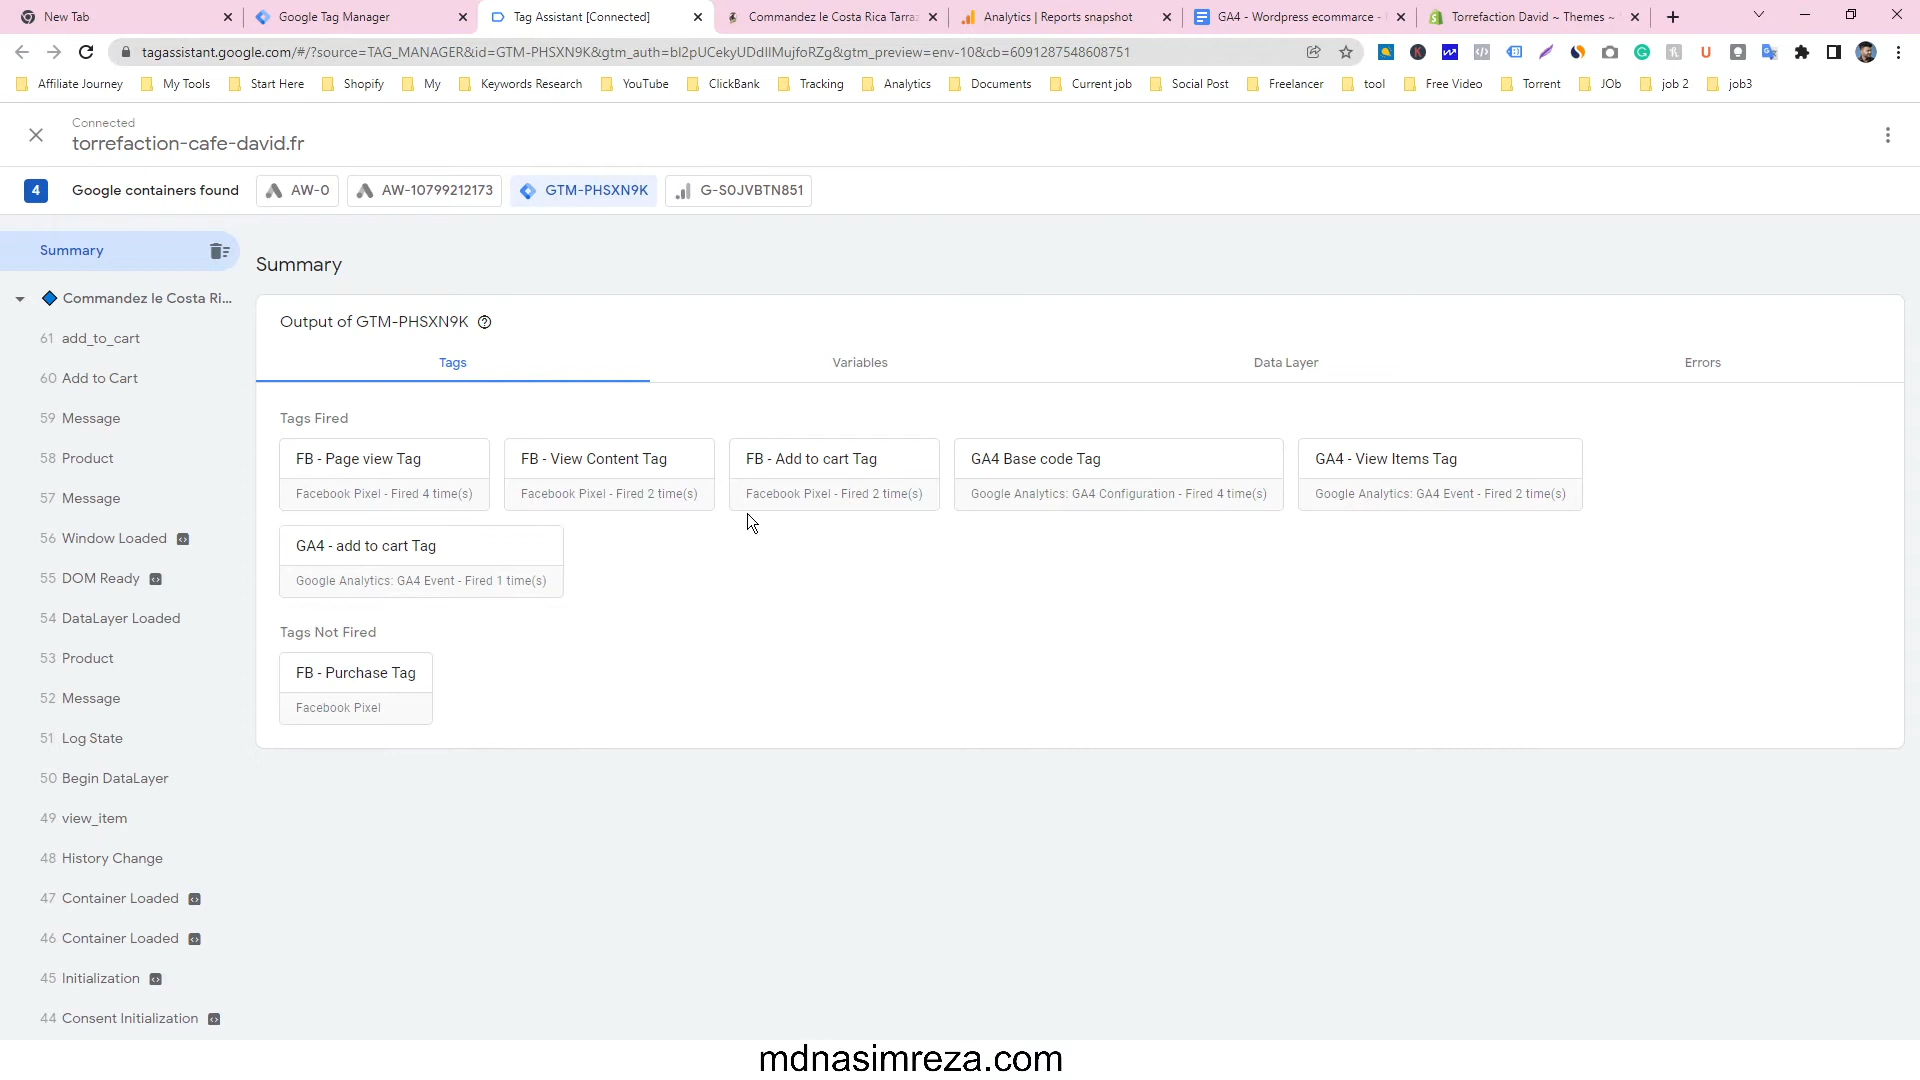 New Tab
Google Tag Manager
Tag Assistant [Connected]
Commandez le Costa Rica Tarraz
Analytics | Reports snapshot
GA4 - Wordpress ecommarce -
Torrefaction David ~ Themes ~
tagassistant.google.com/#/?source=TAG_MANAGER&id=GTM-PHSXN9K&gtm_auth=bl2pUCekyUDdIlMujfoRZg&gtm_preview=env-10&cb=6091287548608751
Affiliate Journey
My Tools
Start Here
Shopify
My
Keywords Research
YouTube
ClickBank
Tracking
Analytics
Documents
Current job
Social Post
Freelancer
tool
Free Video
Torrent
JOb
job 2
job3
Connected
torrefaction-cafe-david.fr
4
Google containers found
AW-0
AW-10799212173
GTM-PHSXN9K
G-S0JVBTN851
Summary
Commandez le Costa Ri...
61 add_to_cart
60 Add to Cart
59 Message
58 Product
57 Message
56 Window Loaded
55 DOM Ready
54 DataLayer Loaded
53 Product
52 Message
51 Log State
50 Begin DataLayer
49 view_item
48 History Change
47 Container Loaded
46 Container Loaded
45 Initialization
44 Consent Initialization
Summary
Output of GTM-PHSXN9K
Tags
Variables
Data Layer
Errors
Tags Fired
FB - Page view Tag
Facebook Pixel - Fired 4 time(s)
FB - View Content Tag
Facebook Pixel - Fired 2 time(s)
FB - Add to cart Tag
Facebook Pixel - Fired 2 time(s)
GA4 Base code Tag
Google Analytics: GA4 Configuration - Fired 4 time(s)
GA4 - View Items Tag
Google Analytics: GA4 Event - Fired 2 time(s)
GA4 - add to cart Tag
Google Analytics: GA4 Event - Fired 1 time(s)
Tags Not Fired
FB - Purchase Tag
Facebook Pixel
mdnasimreza.com